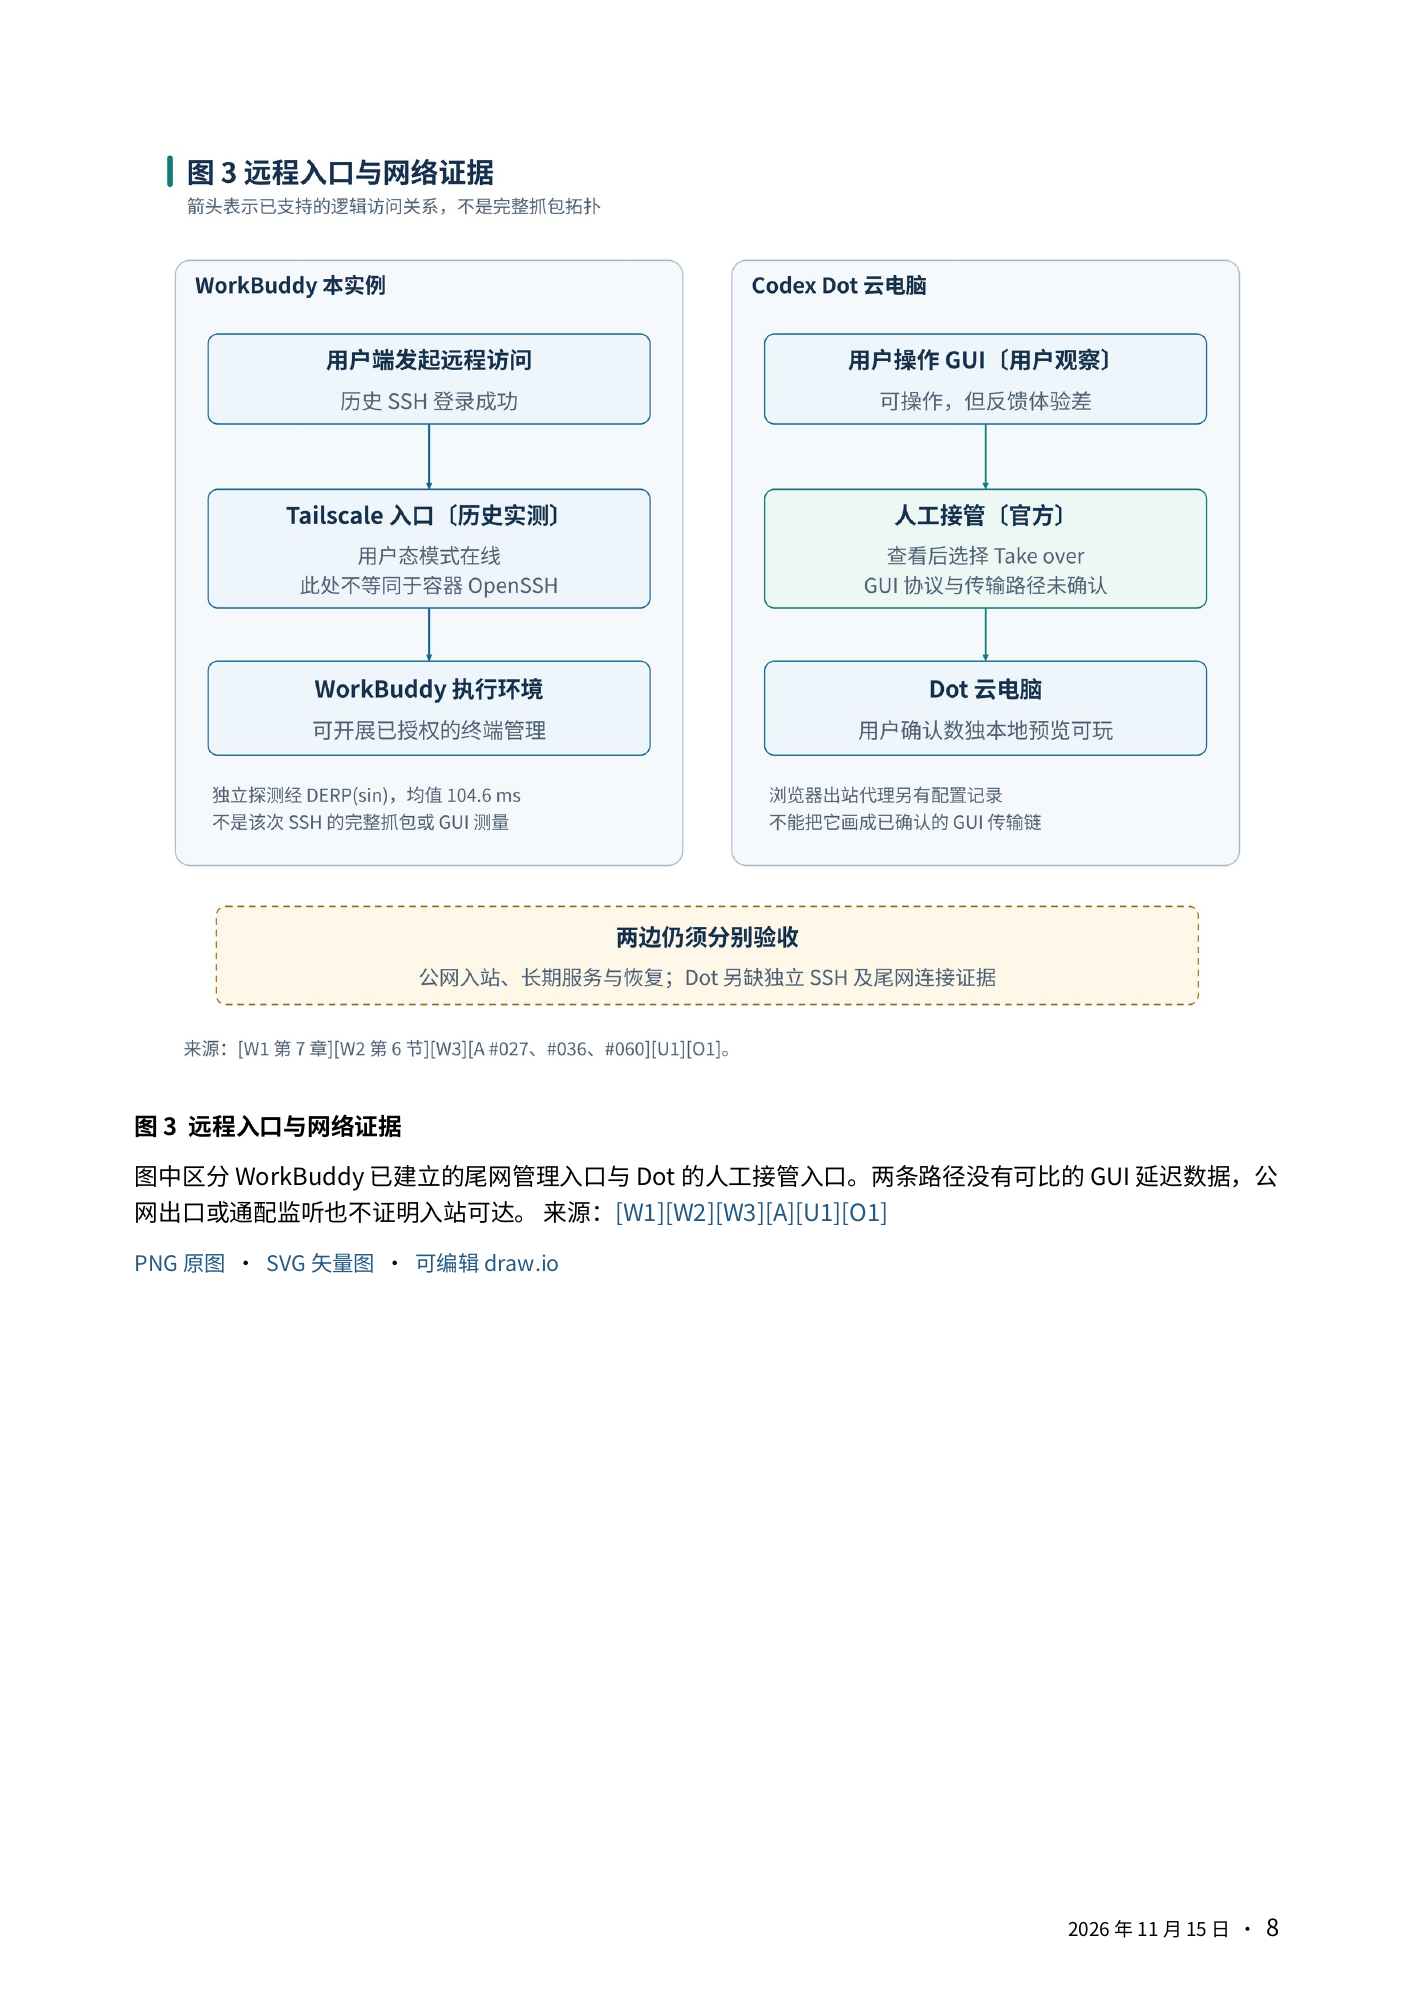 图 3 远程入口与网络证据
箭头表示已支持的逻辑访问关系，不是完整抓包拓扑
WorkBuddy 本实例
用户端发起远程访问
历史 SSH 登录成功
Tailscale 入口〔历史实测〕
用户态模式在线
此处不等同于容器 OpenSSH
WorkBuddy 执行环境
可开展已授权的终端管理
独立探测经 DERP(sin)，均值 104.6 ms
不是该次 SSH 的完整抓包或 GUI 测量
Codex Dot 云电脑
用户操作 GUI〔用户观察〕
可操作，但反馈体验差
人工接管〔官方〕
查看后选择 Take over
GUI 协议与传输路径未确认
Dot 云电脑
用户确认数独本地预览可玩
浏览器出站代理另有配置记录
不能把它画成已确认的 GUI 传输链
两边仍须分别验收
公网入站、长期服务与恢复；Dot 另缺独立 SSH 及尾网连接证据
来源：[W1 第 7 章][W2 第 6 节][W3][A #027、#036、#060][U1][O1]。
图 3 远程入口与网络证据
图中区分 WorkBuddy 已建立的尾网管理入口与 Dot 的人工接管入口。两条路径没有可比的 GUI 延迟数据，公
网出口或通配监听也不证明入站可达。 来源：[W1][W2][W3][A][U1][O1]
PNG 原图 • SVG 矢量图 • 可编辑 draw.io
2026 年 11 月 15 日 • 8